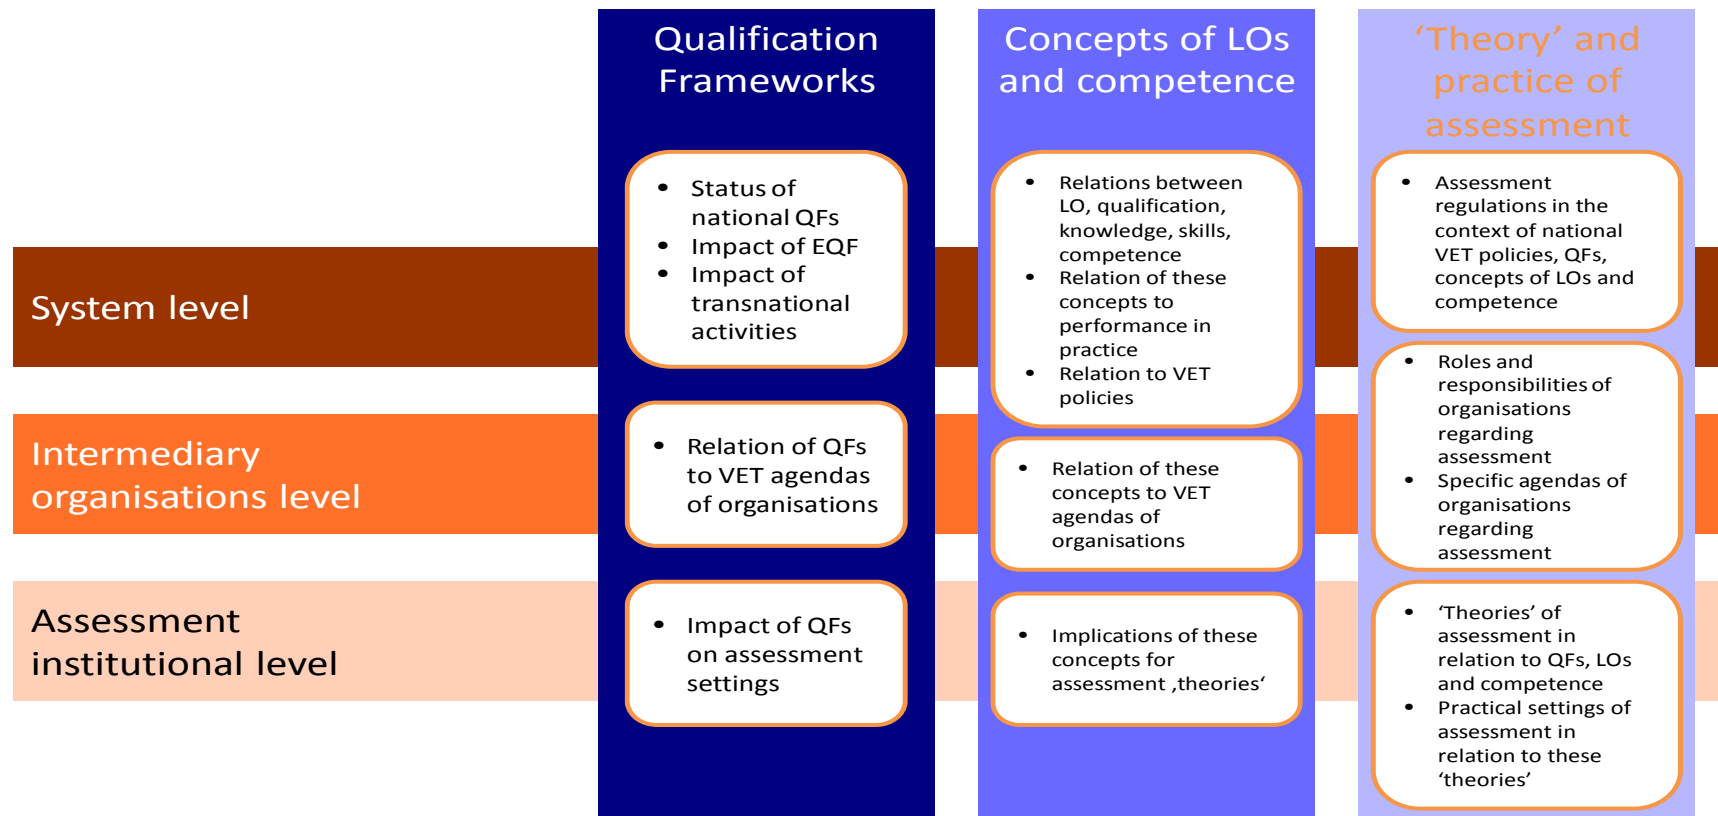 Qualification
Frameworks
Concepts of LOs
and competence
‘Theory’ and
practice of
assessment
System level
• Status of
national QFs
• Impact of EQF
• Impact of
transnational
activities
• Relations between
LO, qualification,
knowledge, skills,
competence
• Relation of these
concepts to
performance in
practice
• Relation to VET
policies
• Assessment
regulations in the
context of national
VET policies, QFs,
concepts of LOs and
competence
Intermediary
organisations level
• Relation of QFs
to VET agendas
of organisations
• Relation of these
concepts to VET
agendas of
organisations
• Roles and
responsibilities of
organisations
regarding
assessment
• Specific agendas of
organisations
regarding
assessment
Assessment
institutional level
• Impact of QFs
on assessment
settings
• Implications of these
concepts for
assessment ‚theories‘
• ‘Theories’ of
assessment in
relation to QFs, LOs
and competence
• Practical settings of
assessment in
relation to these
‘theories’